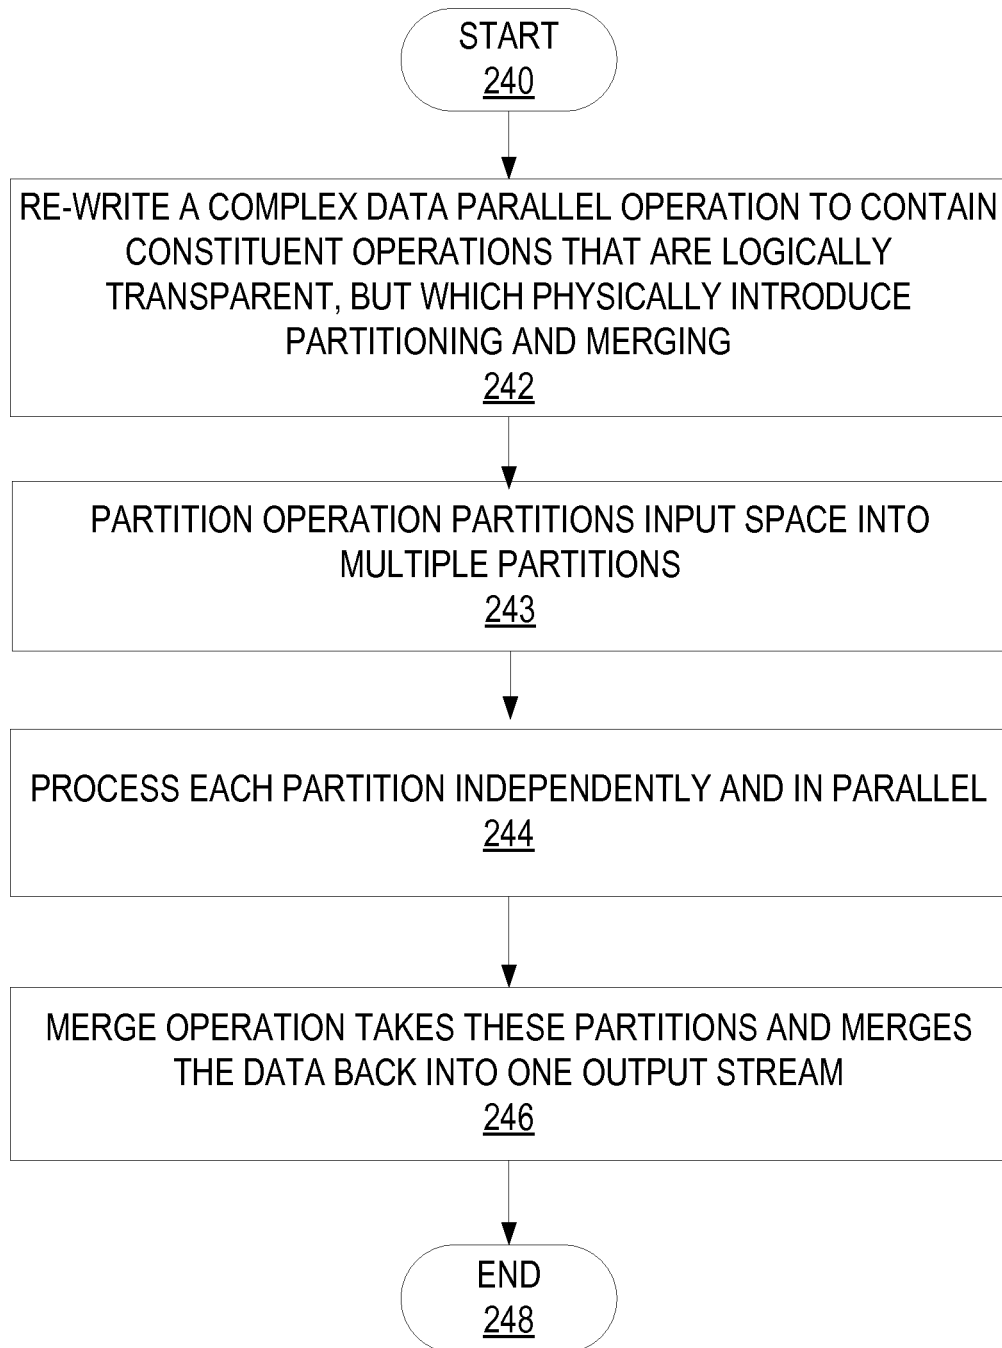 START
240
RE-WRITE A COMPLEX DATA PARALLEL OPERATION TO CONTAIN
CONSTITUENT OPERATIONS THAT ARE LOGICALLY
TRANSPARENT, BUT WHICH PHYSICALLY INTRODUCE
PARTITIONING AND MERGING
242
PARTITION OPERATION PARTITIONS INPUT SPACE INTO
MULTIPLE PARTITIONS
243
PROCESS EACH PARTITION INDEPENDENTLY AND IN PARALLEL
244
MERGE OPERATION TAKES THESE PARTITIONS AND MERGES
THE DATA BACK INTO ONE OUTPUT STREAM
246
END
248